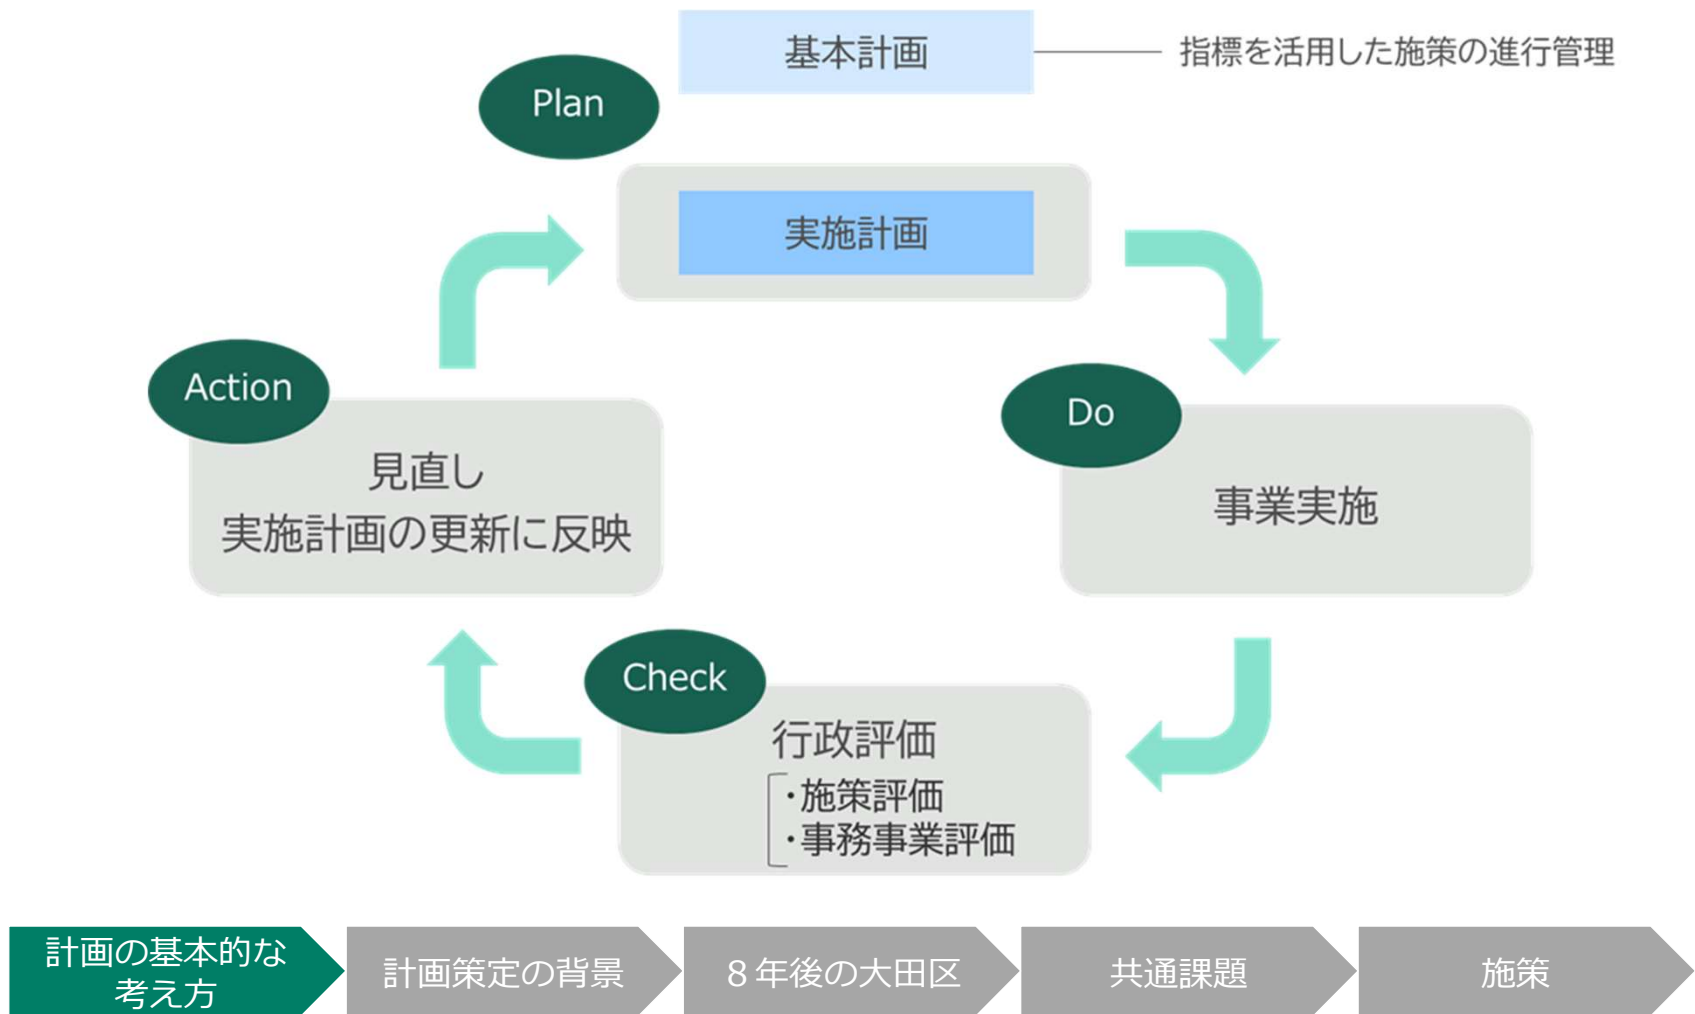 基本計画
指標を活用した施策の進行管理
Plan
実施計画
Action
見直し
実施計画の更新に反映
Do
事業実施
Check
行政評価
・施策評価
・事務事業評価
計画の基本的な
考え方
計画策定の背景
８年後の大田区
共通課題
施策